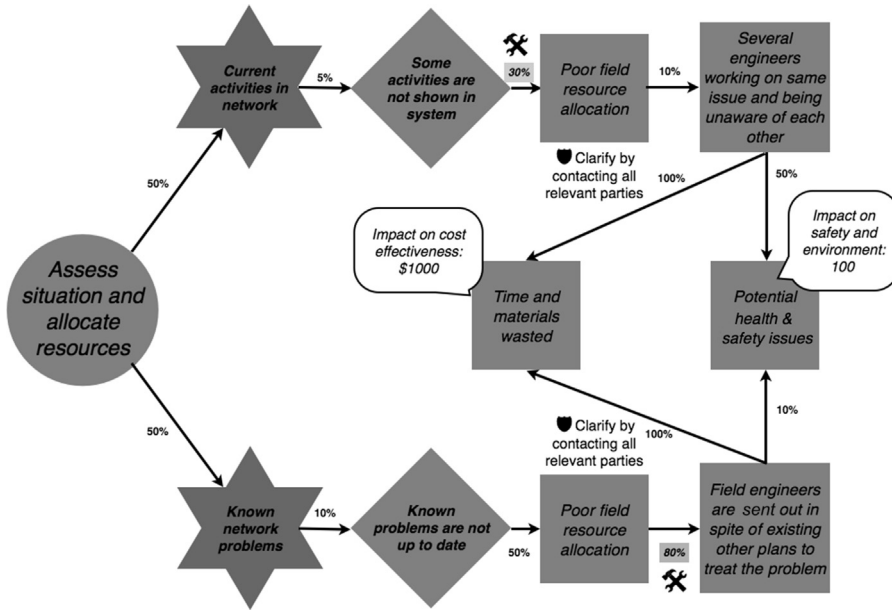 Current
activities in
network
5%
Some
activities are
not shown in
system
30%
Poor field
resource
allocation
10%
Several
engineers
working on same
issue and being
unaware of each
other
Clarify by
contacting all
relevant parties
100%
50%
50%
Impact on cost
effectiveness:
$1000
Impact on
safety and
environment:
100
Assess
situation and
allocate
resources
Time and
materials
wasted
Potential
health &
safety issues
50%
Clarify by
contacting all
relevant parties
100%
10%
Known
network
problems
10%
Known
problems are not
up to date
50%
Poor field
resource
allocation
80%
Field engineers
are sent out in
spite of existing
other plans to
treat the problem